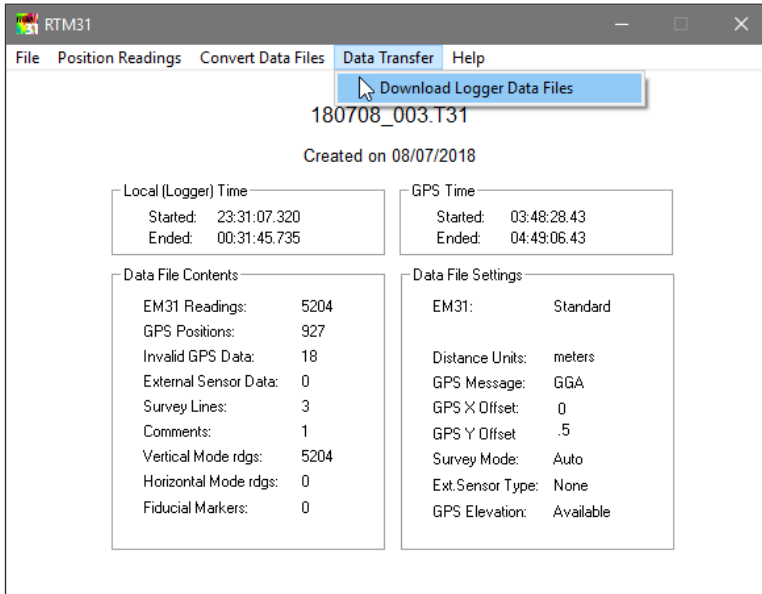 RTM31
File Position Readings Convert Data Files Data Transfer Help
Download Logger Data Files
180708_003.T31
Created on 08/07/2018
Local (Logger) Time
Started: 23:31:07.320
Ended: 00:31:45.735
GPS Time
Started: 03:48:28.43
Ended: 04:49:06.43
Data File Contents
EM31 Readings: 5204
GPS Positions: 927
Invalid GPS Data: 18
External Sensor Data: 0
Survey Lines: 3
Comments: 1
Vertical Mode rdgs: 5204
Horizontal Mode rdgs: 0
Fiducial Markers: 0
Data File Settings
EM31: Standard
Distance Units: meters
GPS Message: GGA
GPS X Offset: 0
GPS Y Offset .5
Survey Mode: Auto
Ext.Sensor Type: None
GPS Elevation: Available